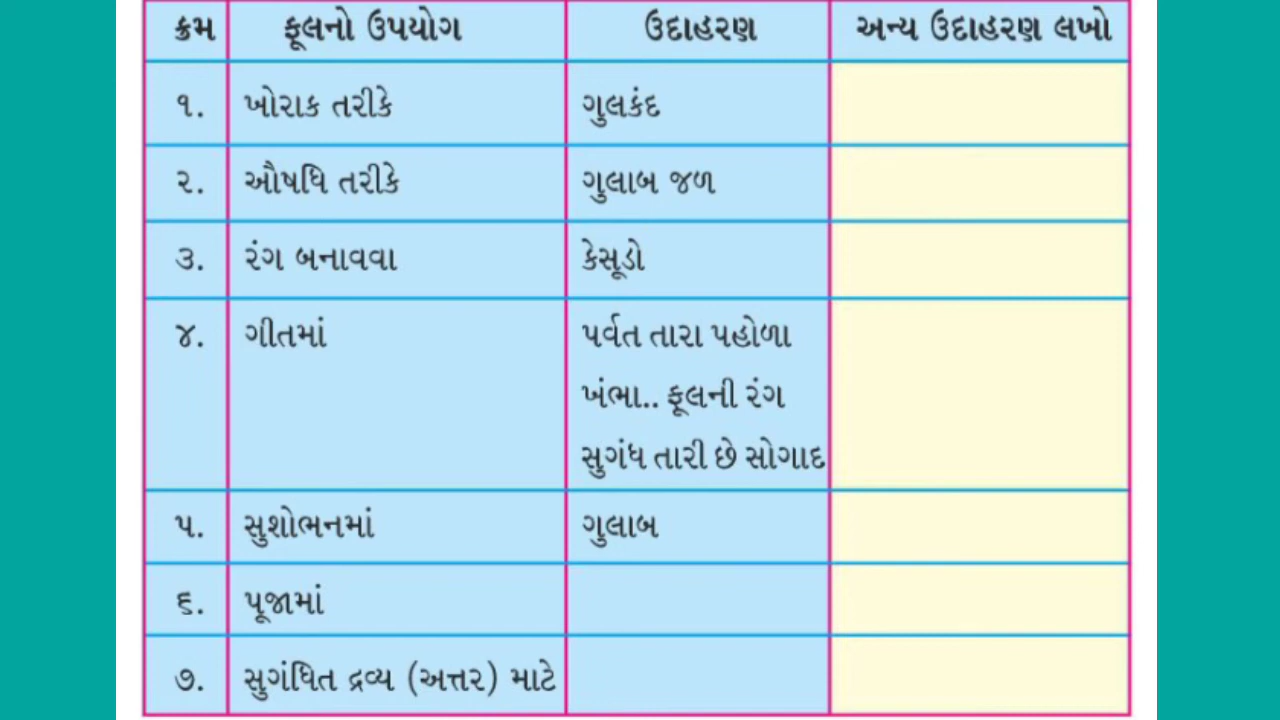 ક્રમ ફૂલનો ઉપયોગ ઉદાહરણ અન્ય ઉદાહરણ લખો
૧. ખોરાક તરીકે ગુલકંદ
૨. ઔષધિ તરીકે ગુલાબ જળ
૩. રંગ બનાવવા કેસૂડો
૪. ગીતમાં પર્વત તારા પહોળા
ખંભા.. ફૂલની રંગ
સુગંધ તારી છે સોગાદ
૫. સુશોભનમાં ગુલાબ
૬. પૂજામાં
૭. સુગંધિત દ્રવ્ય (અત્તર) માટે